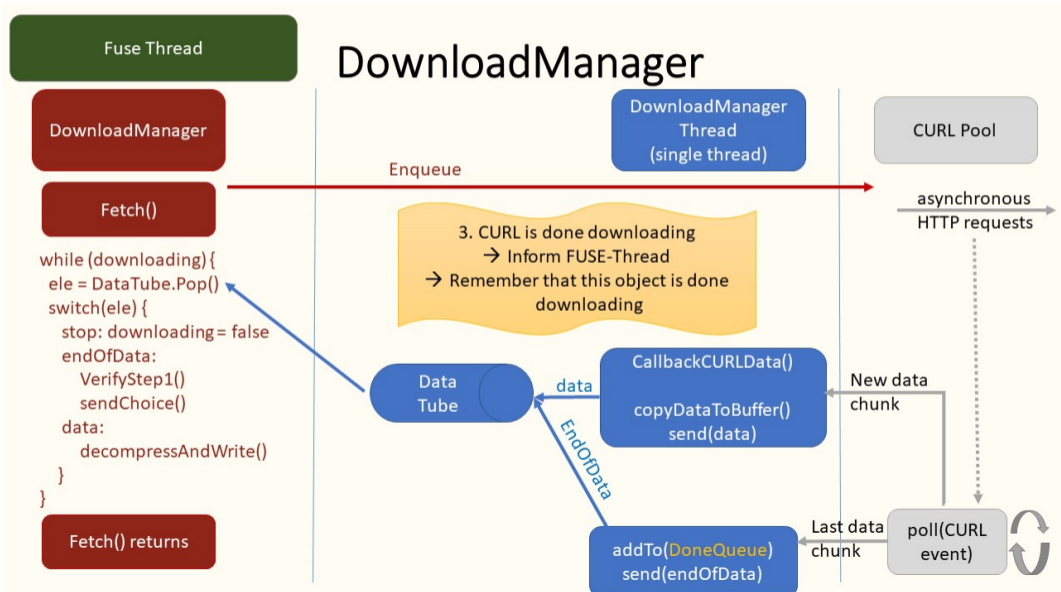 Fuse Thread
DownloadManager
DownloadManager
DownloadManager
Thread
(single thread)
CURL Pool
Enqueue
Fetch()
asynchronous
HTTP requests
3. CURL is done downloading
→ Inform FUSE-Thread
→ Remember that this object is done
downloading
while (downloading) {
ele = DataTube.Pop()
switch(ele) {
stop: downloading = false
endOfData:
VerifyStep1()
sendChoice()
data:
decompressAndWrite()
}
}
Data
Tube
data
EndOfData
CallbackCURLData()
copyDataToBuffer()
send(data)
New data
chunk
Fetch() returns
addTo(DoneQueue)
send(endOfData)
Last data
chunk
poll(CURL
event)